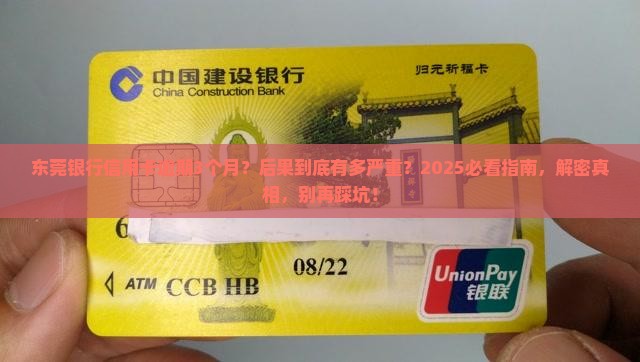 中国建设银行
归元祈福卡
China Construction Bank
东莞银行信用卡逾期个月？后果到底有多严重？2025必看指南，解密真
相，别再踩坑！
6
08/22
ATM CCB HB
UnionPay
银联